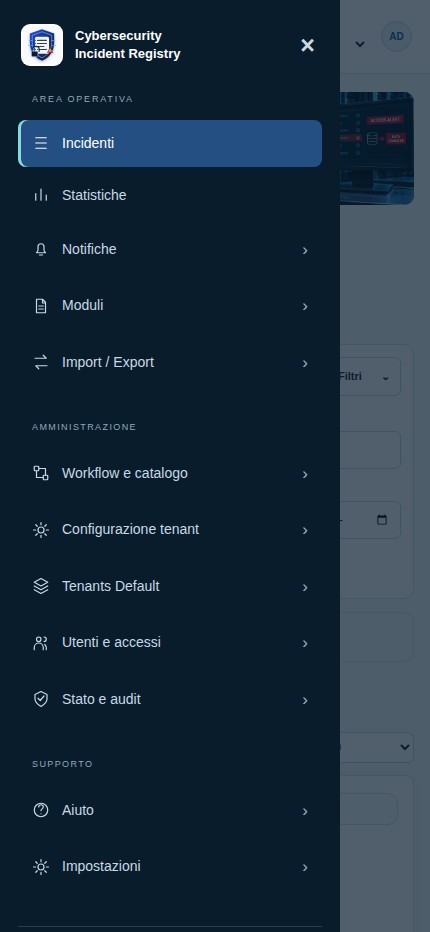 Cybersecurity
Incident Registry
×
AD
AREA OPERATIVA
Incidenti
Statistiche
Notifiche
Moduli
Import / Export
Filtri
AMMINISTRAZIONE
Workflow e catalogo
Configurazione tenant
Tenants Default
Utenti e accessi
Stato e audit
SUPPORTO
Aiuto
Impostazioni